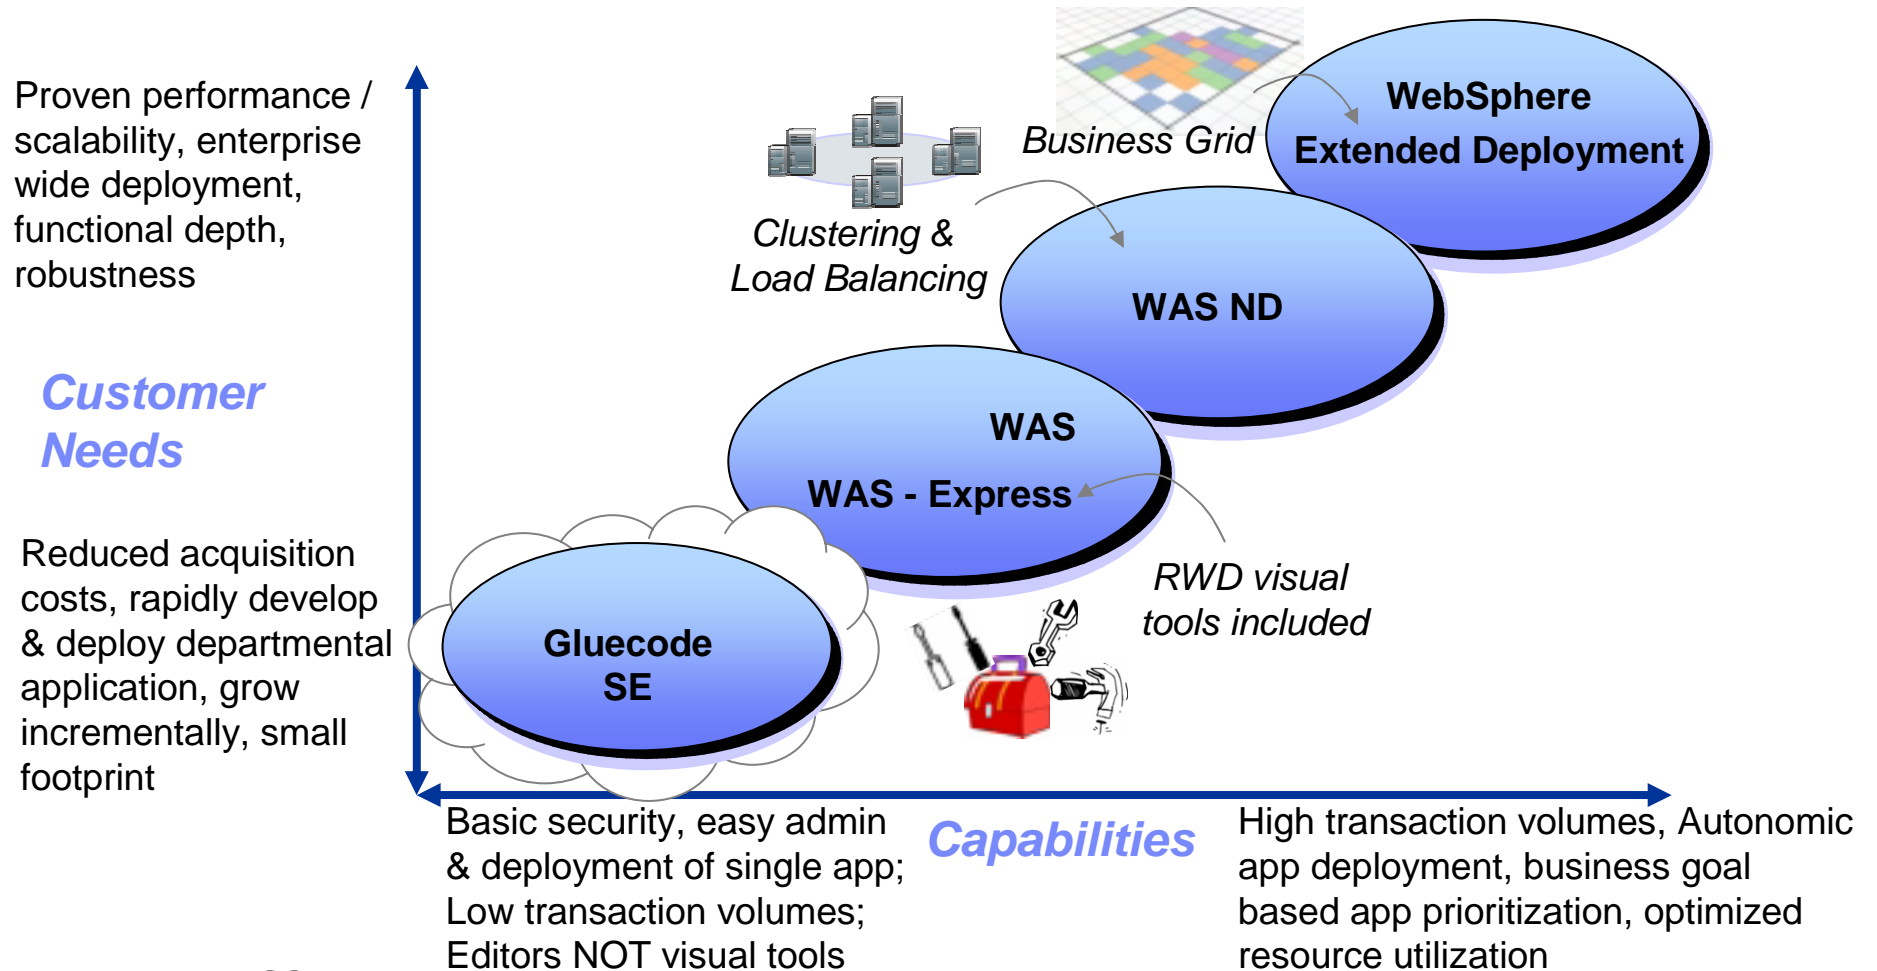 Proven performance /
scalability, enterprise
wide deployment,
functional depth,
robustness
Customer
Needs
Reduced acquisition
costs, rapidly develop
& deploy departmental
application, grow
incrementally, small
footprint
Business Grid
WebSphere
Extended Deployment
Clustering &
Load Balancing
WAS ND
WAS
WAS - Express
RWD visual
tools included
Gluecode
SE
Basic security, easy admin
& deployment of single app;
Low transaction volumes;
Editors NOT visual tools
Capabilities
High transaction volumes, Autonomic
app deployment, business goal
based app prioritization, optimized
resource utilization